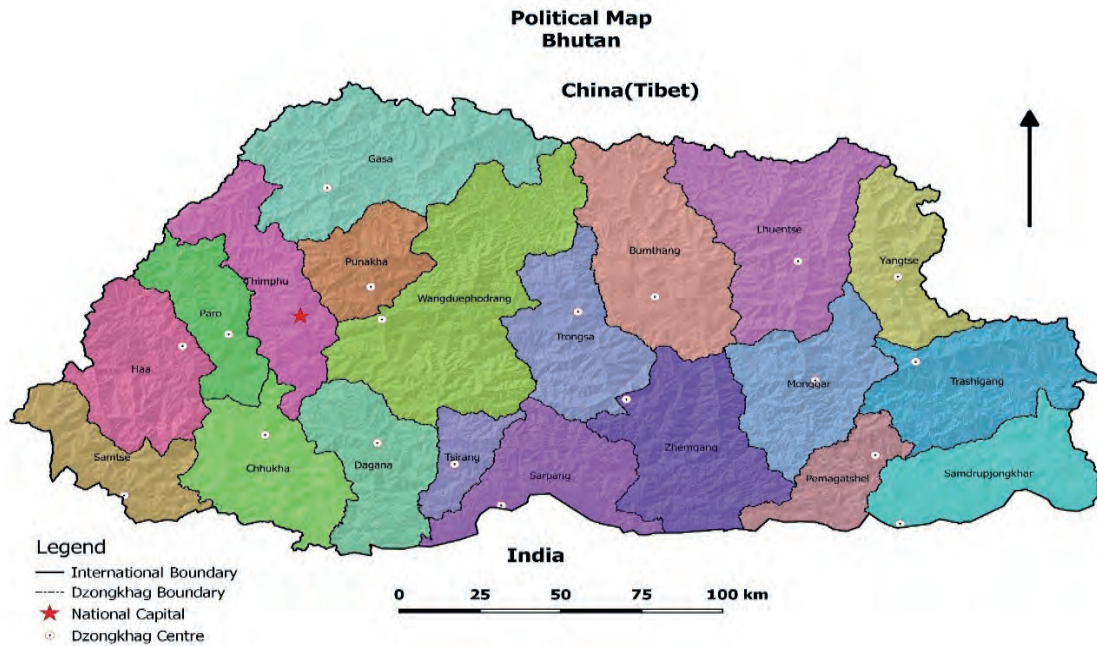 Political Map
Bhutan
China(Tibet)
Gasa
Lhuentse
Bumthang
Punakha
Yangtse
Thimphu
Wangduephodrang
Paro
Trongsa
Haa
Monggar
Trashigang
Zhemgang
Samtse
Tsirang
Chhukha
Dagana
Sarpang
Pemagatshel
Samdrupjongkhar
India
Legend
International Boundary
Dzongkhag Boundary
National Capital
Dzongkhag Centre
0 25 50 75 100 km